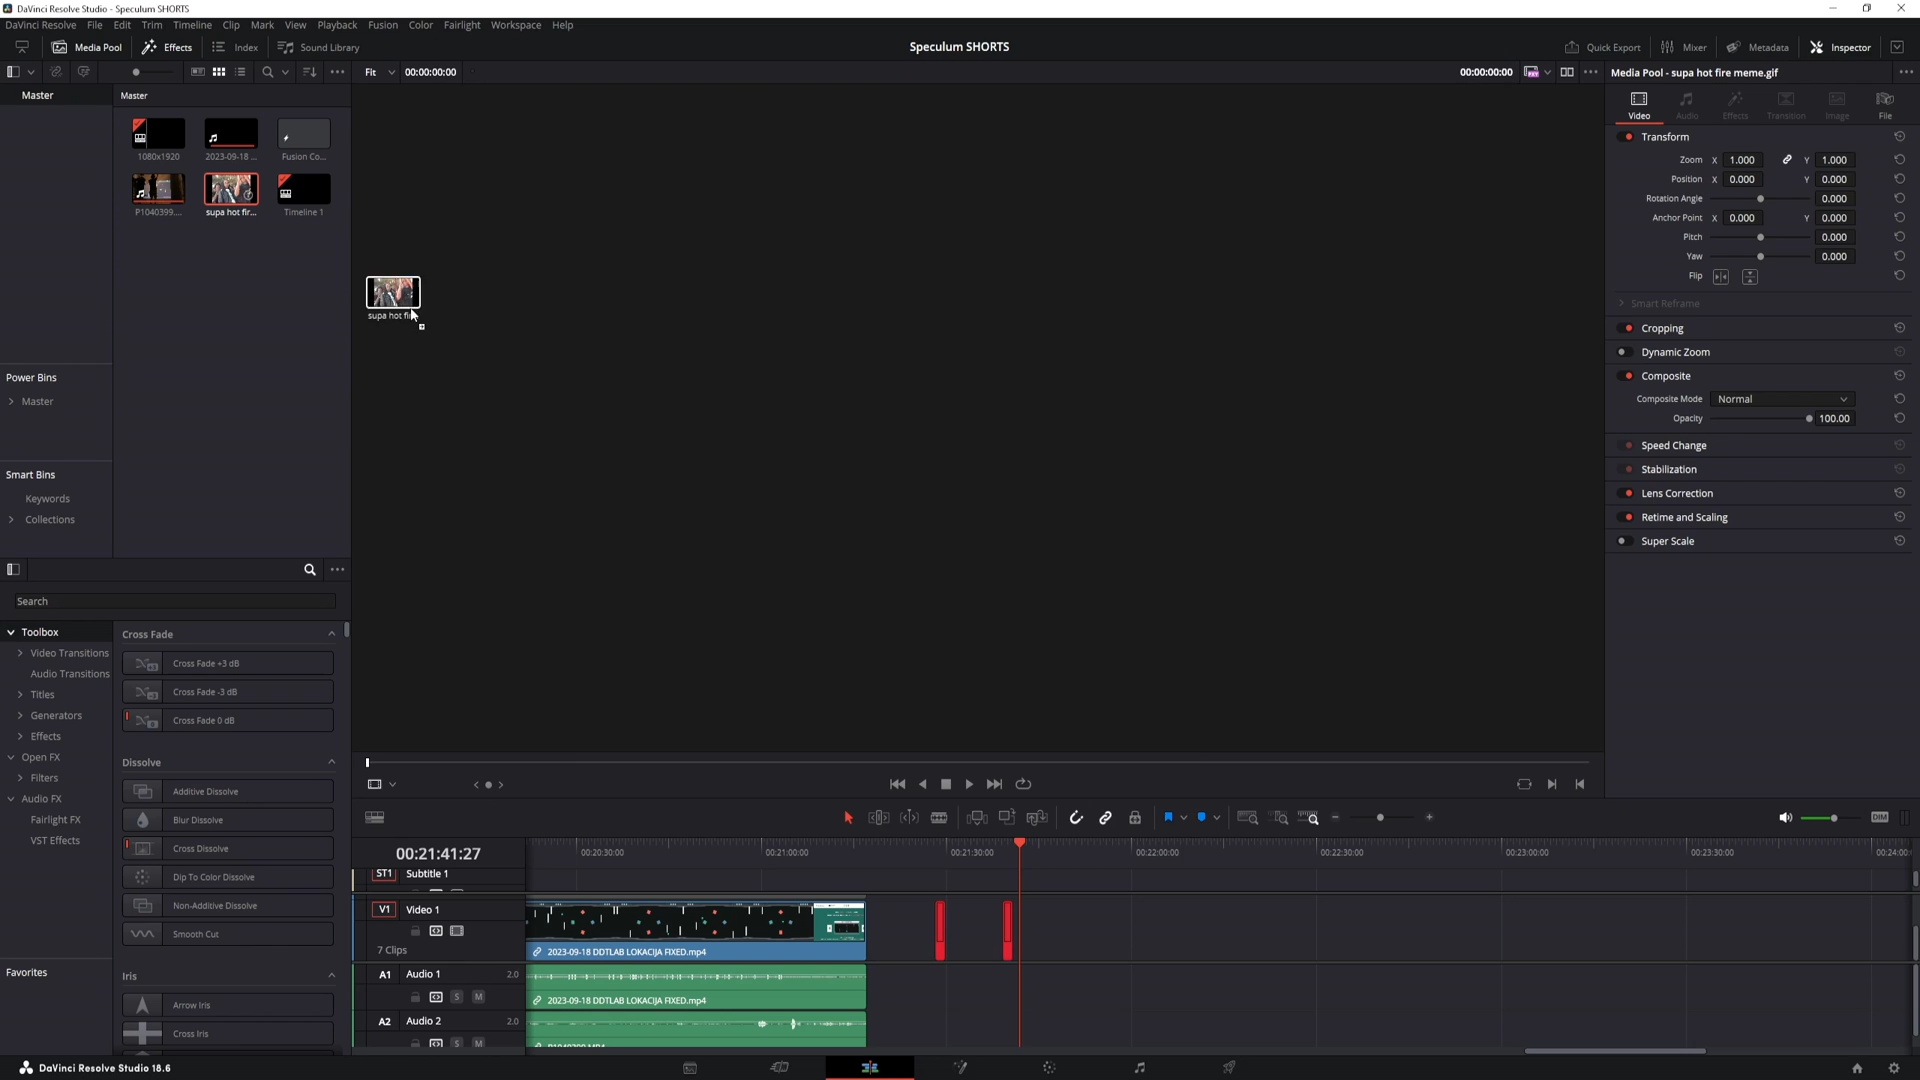 DaVinci Resolve Studio - Speculum SHORTS
DaVinci Resolve File Edit Trim Timeline Clip Mark View Playback Fusion Color Fairlight Workspace Help
Media Pool Effects Index Sound Library Speculum SHORTS Quick Export Mixer Metadata Inspector
Fit 00:00:00:00 00:00:00:00 Media Pool - supa hot fire meme.gif
Master Master
Video Audio Effects Transition Image File
1080x1920 2023-09-18 ... Fusion Co...
P1040399.... supa hot fir... Timeline 1
Transform
Zoom X 1.000 Y 1.000
Position X 0.000 Y 0.000
Rotation Angle 0.000
Anchor Point X 0.000 Y 0.000
Pitch 0.000
Yaw 0.000
Flip
Smart Reframe
Cropping
Dynamic Zoom
Composite
Composite Mode Normal
Opacity 100.00
Speed Change
Stabilization
Lens Correction
Retime and Scaling
Super Scale
supa hot
Power Bins
Master
Smart Bins
Keywords
Collections
Search
Toolbox
Video Transitions
Audio Transitions
Titles
Generators
Effects
Open FX
Filters
Audio FX
Fairlight FX
VST Effects
Favorites
Cross Fade
Cross Fade +3 dB
Cross Fade -3 dB
Cross Fade 0 dB
Dissolve
Additive Dissolve
Blur Dissolve
Cross Dissolve
Dip To Color Dissolve
Non-Additive Dissolve
Smooth Cut
Iris
Arrow Iris
Cross Iris
DIM
00:21:41:27 00:20:30:00 00:21:00:00 00:21:30:00 00:22:00:00 00:22:30:00 00:23:00:00 00:23:30:00 00:24:00:
ST1 Subtitle 1
V1 Video 1
7 Clips 2023-09-18 DDTLAB LOKACIJA FIXED.mp4
A1 Audio 1 2.0
S M 2023-09-18 DDTLAB LOKACIJA FIXED.mp4
A2 Audio 2 2.0
S M
DaVinci Resolve Studio 18.6